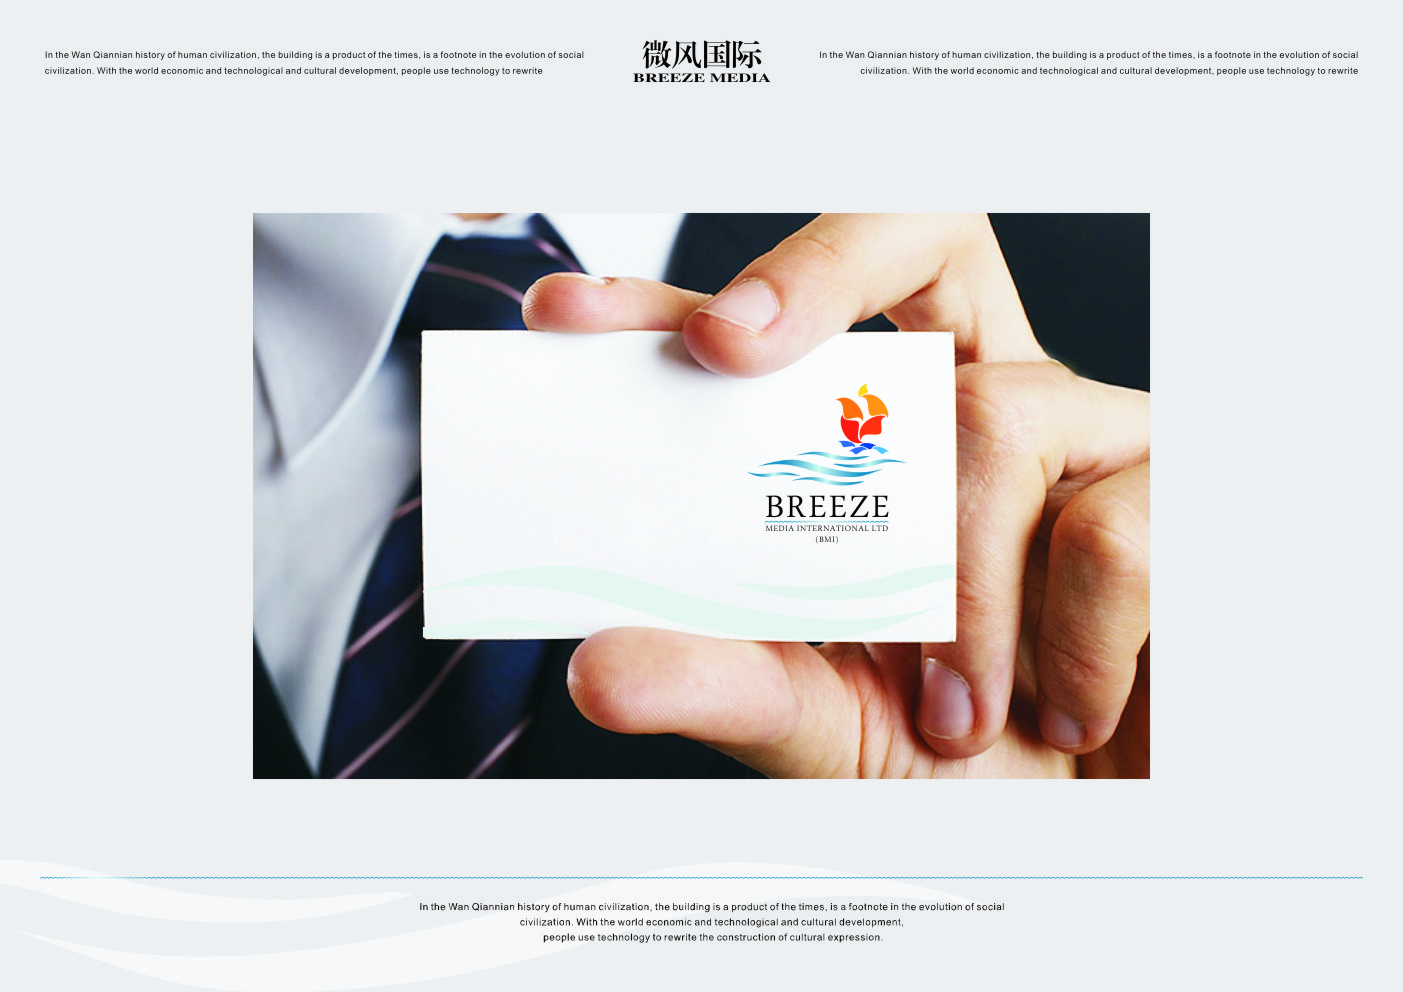 In the Wan Qiannian history of human civilization, the building is a product of the times, is a footnote in the evolution of social
civilization. With the world economic and technological and cultural development, people use technology to rewrite
微风国际
BREEZE MEDIA
In the Wan Qiannian history of human civilization, the building is a product of the times, is a footnote in the evolution of social
civilization. With the world economic and technological and cultural development, people use technology to rewrite
BREEZE
MEDIA INTERNATIONAL LTD
(BMI)
In the Wan Qiannian history of human civilization, the building is a product of the times, is a footnote in the evolution of social
civilization. With the world economic and technological and cultural development,
people use technology to rewrite the construction of cultural expression.